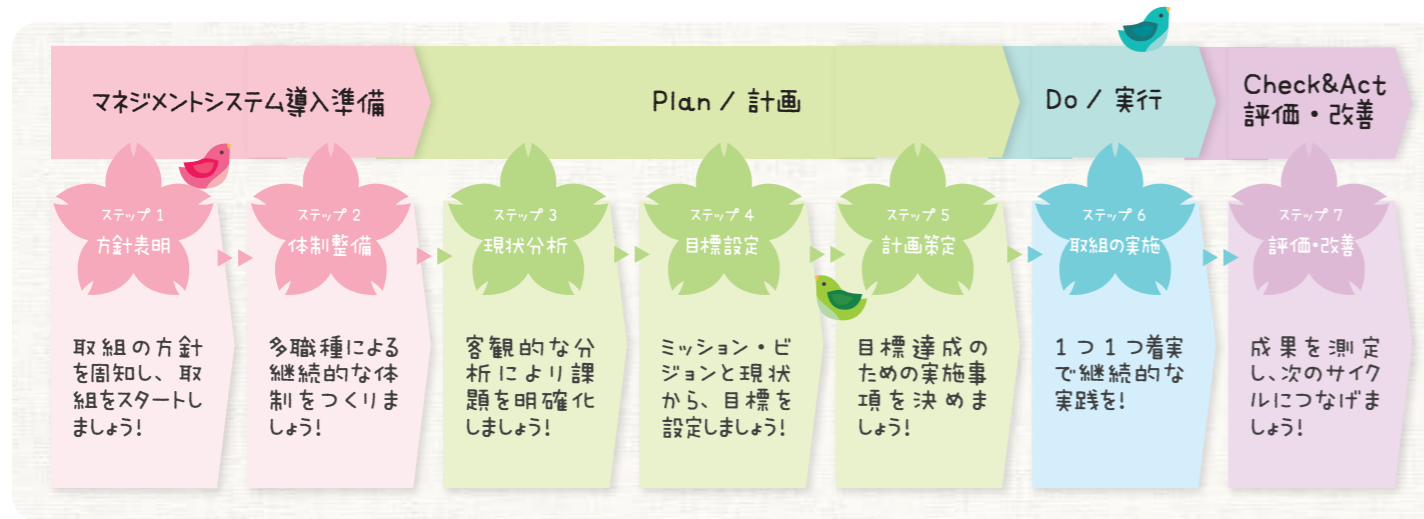 マネジメントシステム導入準備
Plan / 計画
Do / 実行
Check&Act
評価・改善
ステップ 1
方針表明
取組の方針
を周知し、取
組をスタートし
ましょう!
ステップ 2
体制整備
多職種による
継続的な体
制をつくりま
しょう!
ステップ 3
現状分析
客観的な分
析により課
題を明確化
しましょう!
ステップ 4
目標設定
ミッション・ビ
ジョンと現状
から、目標を
設定しましょう!
ステップ 5
計画策定
目標達成の
ための実施事
項を決めま
しょう!
ステップ 6
取組の実施
1つ1つ着実
で継続的な
実践を!
ステップ 7
評価・改善
成果を測定
し、次のサイク
ルにつなげま
しょう!